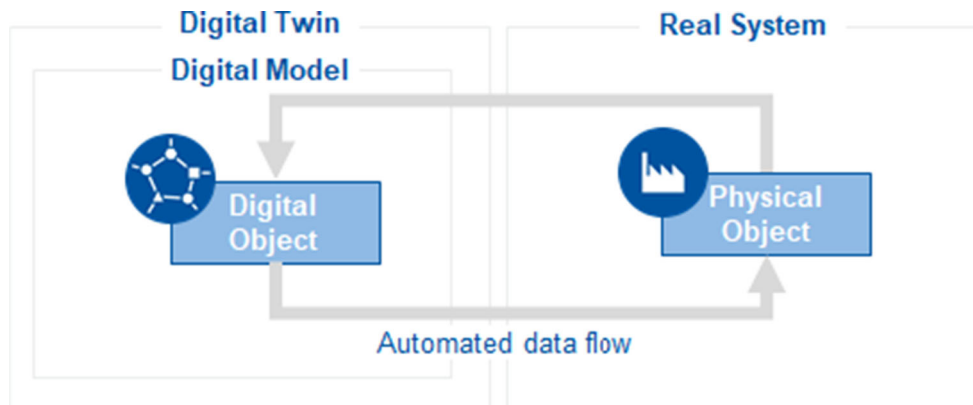 Digital Twin
Real System
Digital Model
Digital
Object
Physical
Object
Automated data flow